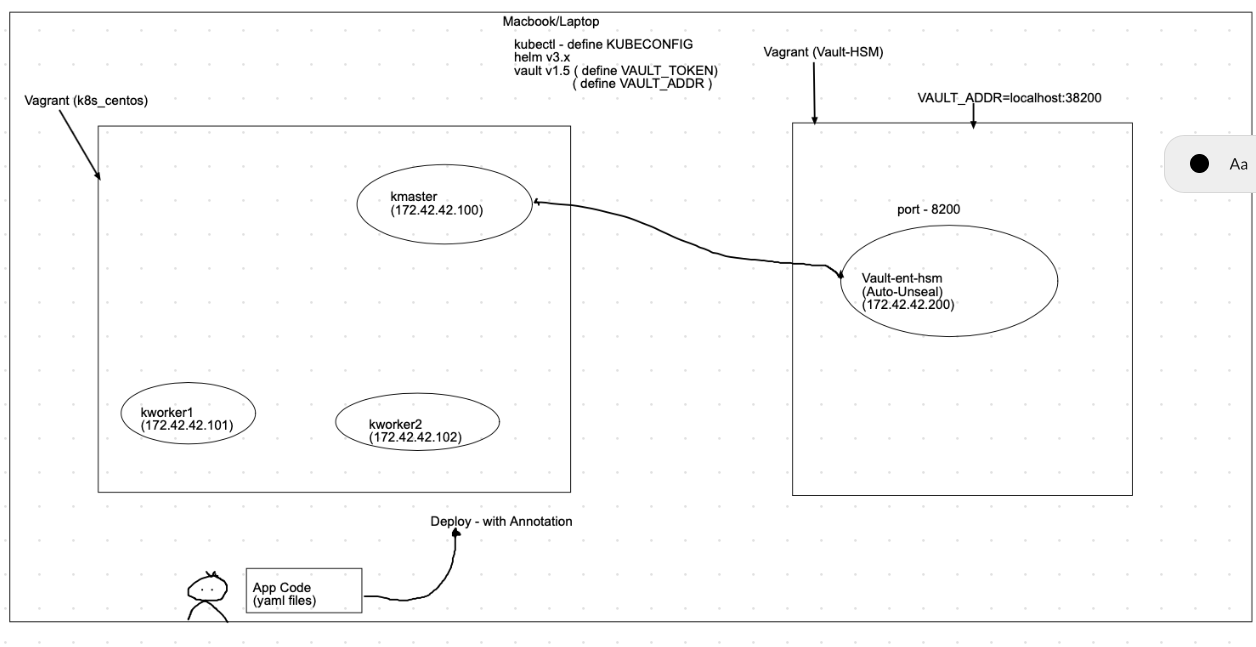 Macbook/Laptop
kubectl - define KUBECONFIG
helm v3.x
vault v1.5 ( define VAULT_TOKEN)
( define VAULT_ADDR )
Vagrant (Vault-HSM)
VAULT_ADDR=localhost:38200
Vagrant (k8s_centos)
Aa
kmaster
(172.42.42.100)
port - 8200
Vault-ent-hsm
(Auto-Unseal)
(172.42.42.200)
kworker1
(172.42.42.101)
kworker2
(172.42.42.102)
Deploy - with Annotation
App Code
(yaml files)